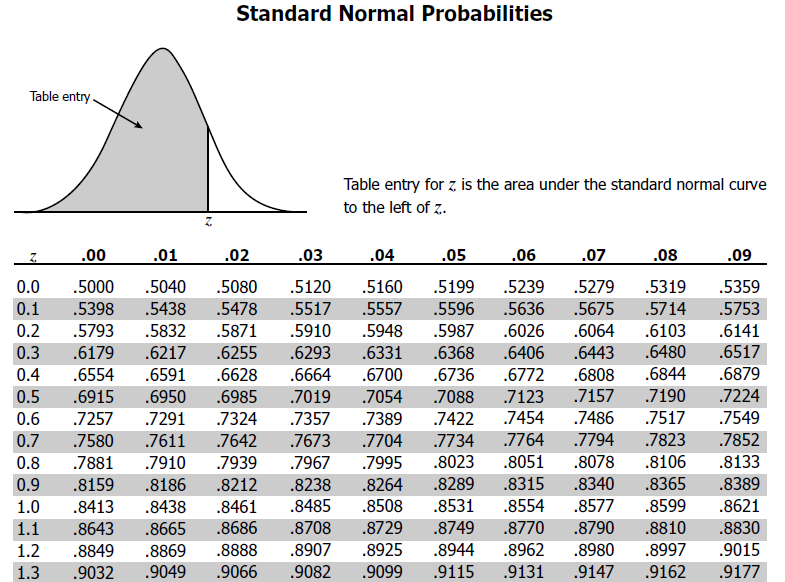 Standard Normal Probabilities
Table entry
Table entry for z is the area under the standard normal curve
to the left of z.
z
z .00 .01 .02 .03 .04 .05 .06 .07 .08 .09
0.0 .5000 .5040 .5080 .5120 .5160 .5199 .5239 .5279 .5319 .5359
0.1 .5398 .5438 .5478 .5517 .5557 .5596 .5636 .5675 .5714 .5753
0.2 .5793 .5832 .5871 .5910 .5948 .5987 .6026 .6064 .6103 .6141
0.3 .6179 .6217 .6255 .6293 .6331 .6368 .6406 .6443 .6480 .6517
0.4 .6554 .6591 .6628 .6664 .6700 .6736 .6772 .6808 .6844 .6879
0.5 .6915 .6950 .6985 .7019 .7054 .7088 .7123 .7157 .7190 .7224
0.6 .7257 .7291 .7324 .7357 .7389 .7422 .7454 .7486 .7517 .7549
0.7 .7580 .7611 .7642 .7673 .7704 .7734 .7764 .7794 .7823 .7852
0.8 .7881 .7910 .7939 .7967 .7995 .8023 .8051 .8078 .8106 .8133
0.9 .8159 .8186 .8212 .8238 .8264 .8289 .8315 .8340 .8365 .8389
1.0 .8413 .8438 .8461 .8485 .8508 .8531 .8554 .8577 .8599 .8621
1.1 .8643 .8665 .8686 .8708 .8729 .8749 .8770 .8790 .8810 .8830
1.2 .8849 .8869 .8888 .8907 .8925 .8944 .8962 .8980 .8997 .9015
1.3 .9032 .9049 .9066 .9082 .9099 .9115 .9131 .9147 .9162 .9177